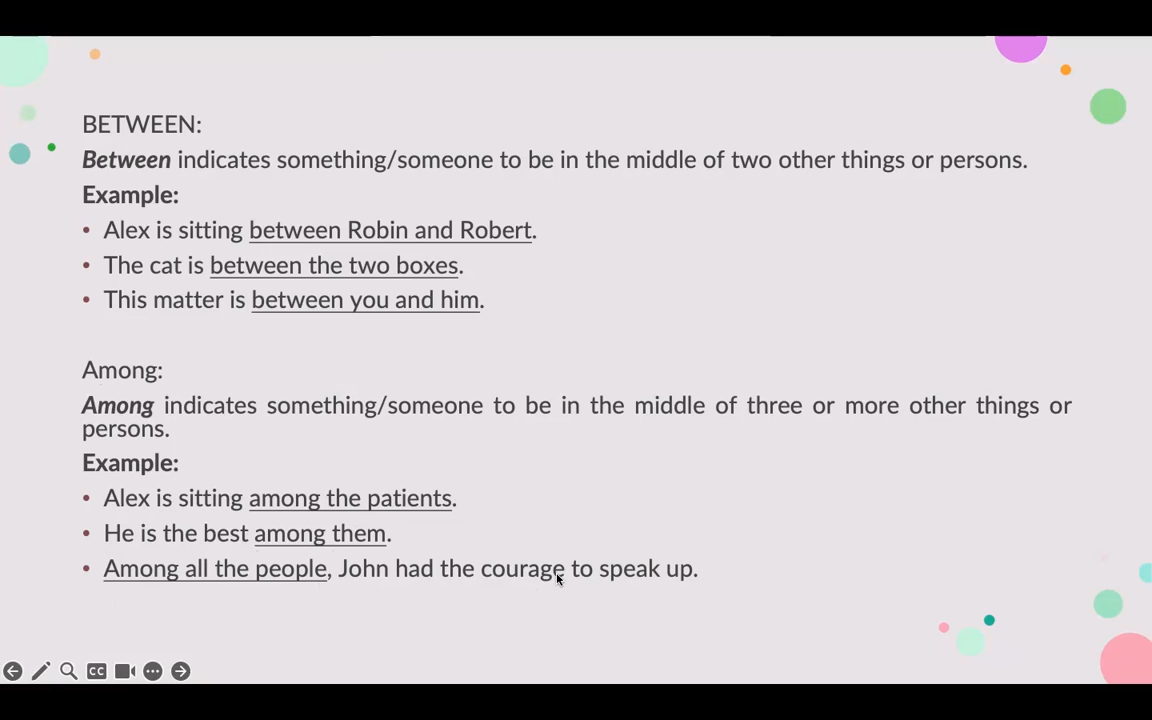 BETWEEN:
Between indicates something/someone to be in the middle of two other things or persons.
Example:
• Alex is sitting between Robin and Robert.
• The cat is between the two boxes.
• This matter is between you and him.
Among:
Among indicates something/someone to be in the middle of three or more other things or
persons.
Example:
• Alex is sitting among the patients.
• He is the best among them.
• Among all the people, John had the courage to speak up.
CC